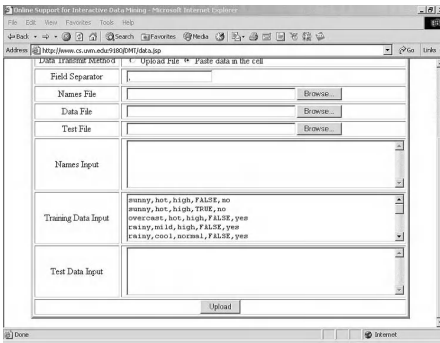 Online Support for Interactive Data Mining - Microsoft Internet Explorer
File Edit View Favorites Tools Help
Back Search Favorites Media
Address http://www.cs.uvm.edu:9180/DMT/data.jsp Go Links
Data Transmit Method Upload File Paste data in the cell
Field Separator ,
Names File Browse...
Data File Browse...
Test File Browse...
Names Input
Training Data Input
sunny,hot,high,FALSE,no
sunny,hot,high,TRUE,no
overcast,hot,high,FALSE,yes
rainy,mild,high,FALSE,yes
rainy,cool,normal,FALSE,yes
Test Data Input
Upload
Done Internet